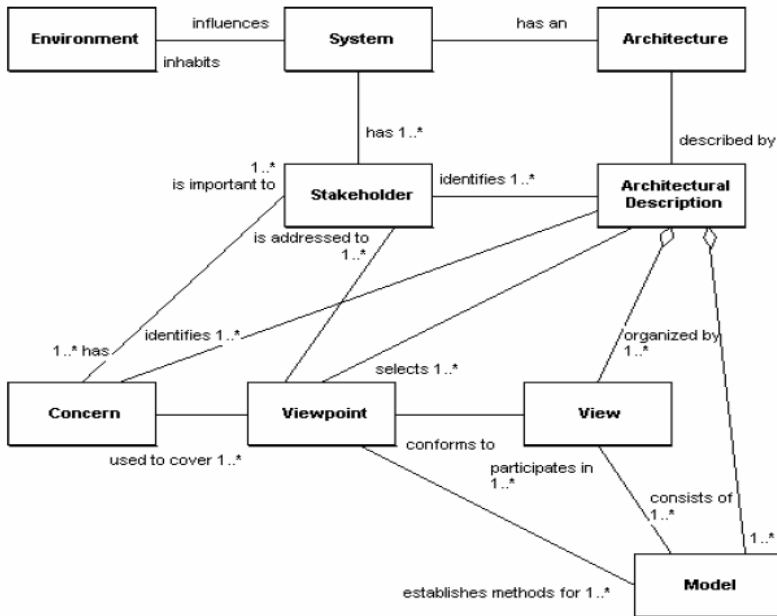 influences
has an
Environment
System
Architecture
inhabits
has 1..*
described by
1..*
is important to
identifies 1..*
Stakeholder
Architectural
Description
is addressed to
1..*
identifies 1..*
organized by
1..*
1..* has
selects 1..*
Concern
Viewpoint
View
conforms to
used to cover 1..*
participates in
1..*
consists of
1..*
1..*
Model
establishes methods for 1..*